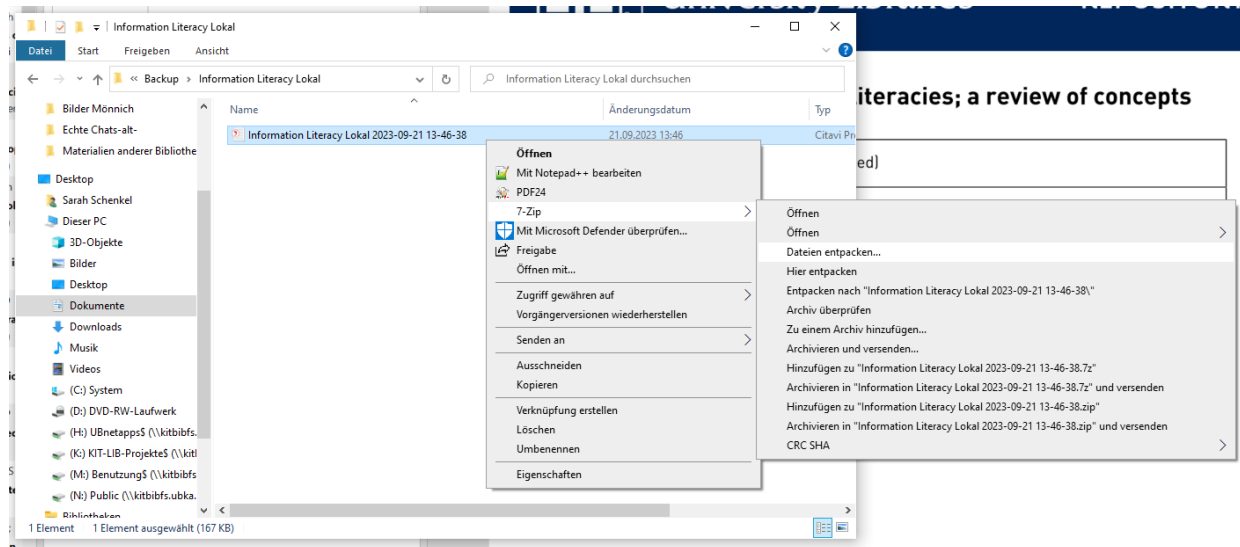 Information Literacy Lokal
Datei Start Freigeben Ansicht
« Backup › Information Literacy Lokal
Information Literacy Lokal durchsuchen
Bilder Mönnich
Echte Chats-alt-
Materialien anderer Bibliothe
Desktop
Sarah Schenkel
Dieser PC
3D-Objekte
Bilder
Desktop
Dokumente
Downloads
Musik
Videos
(C:) System
(D:) DVD-RW-Laufwerk
(H:) UBnetapps$ (\\kitbibfs.
(K:) KIT-LIB-Projekte$ (\\kitl
(M:) Benutzung$ (\\kitbibfs
(N:) Public (\\kitbibfs.ubka.
Bibliotheken
Name Änderungsdatum Typ
Information Literacy Lokal 2023-09-21 13-46-38 21.09.2023 13:46 Citavi Pr
Öffnen
Mit Notepad++ bearbeiten
PDF24
7-Zip
Mit Microsoft Defender überprüfen...
Freigabe
Öffnen mit...
Zugriff gewähren auf
Vorgängerversionen wiederherstellen
Senden an
Ausschneiden
Kopieren
Verknüpfung erstellen
Löschen
Umbenennen
Eigenschaften
Öffnen
Öffnen
Dateien entpacken...
Hier entpacken
Entpacken nach "Information Literacy Lokal 2023-09-21 13-46-38\"
Archiv überprüfen
Zu einem Archiv hinzufügen...
Archivieren und versenden...
Hinzufügen zu "Information Literacy Lokal 2023-09-21 13-46-38.7z"
Archivieren in "Information Literacy Lokal 2023-09-21 13-46-38.7z" und versenden
Hinzufügen zu "Information Literacy Lokal 2023-09-21 13-46-38.zip"
Archivieren in "Information Literacy Lokal 2023-09-21 13-46-38.zip" und versenden
CRC SHA
iteracies; a review of concepts
ed)
1 Element 1 Element ausgewählt (167 KB)